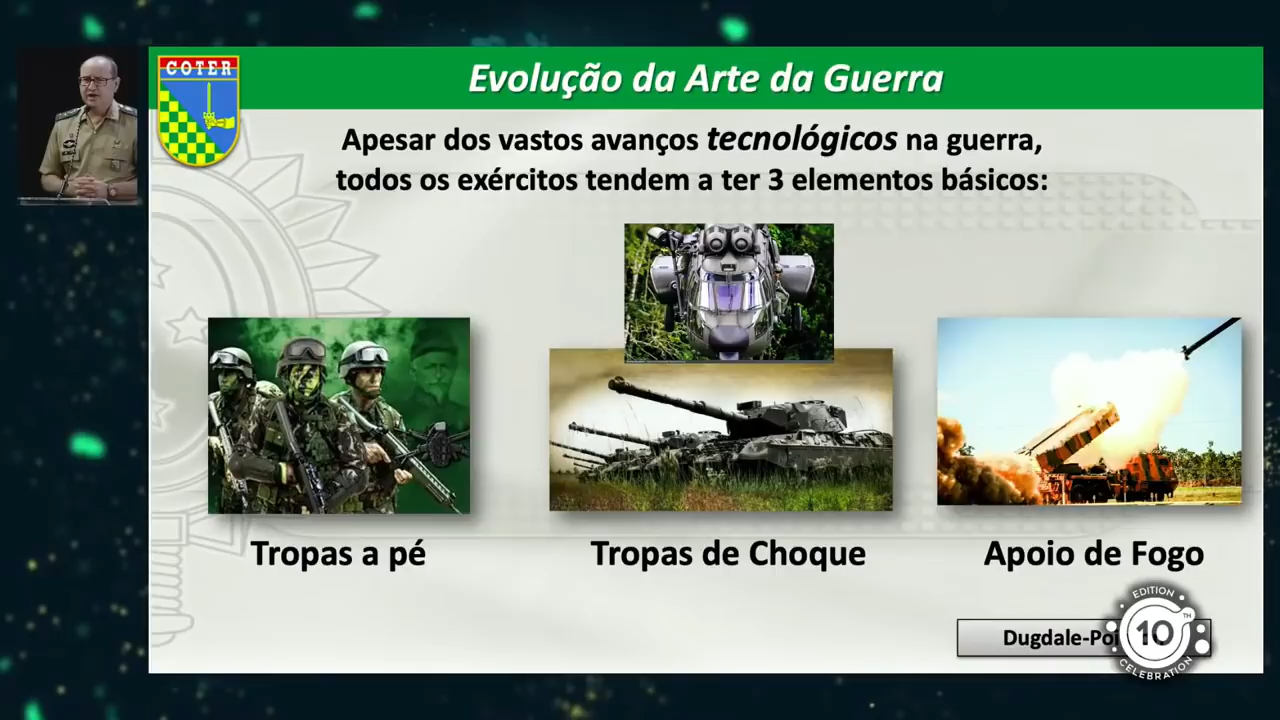 COTER
Evolução da Arte da Guerra
Apesar dos vastos avanços tecnológicos na guerra,
todos os exércitos tendem a ter 3 elementos básicos:
Tropas a pé
Tropas de Choque
Apoio de Fogo
EDITION
10TH
CELEBRATION